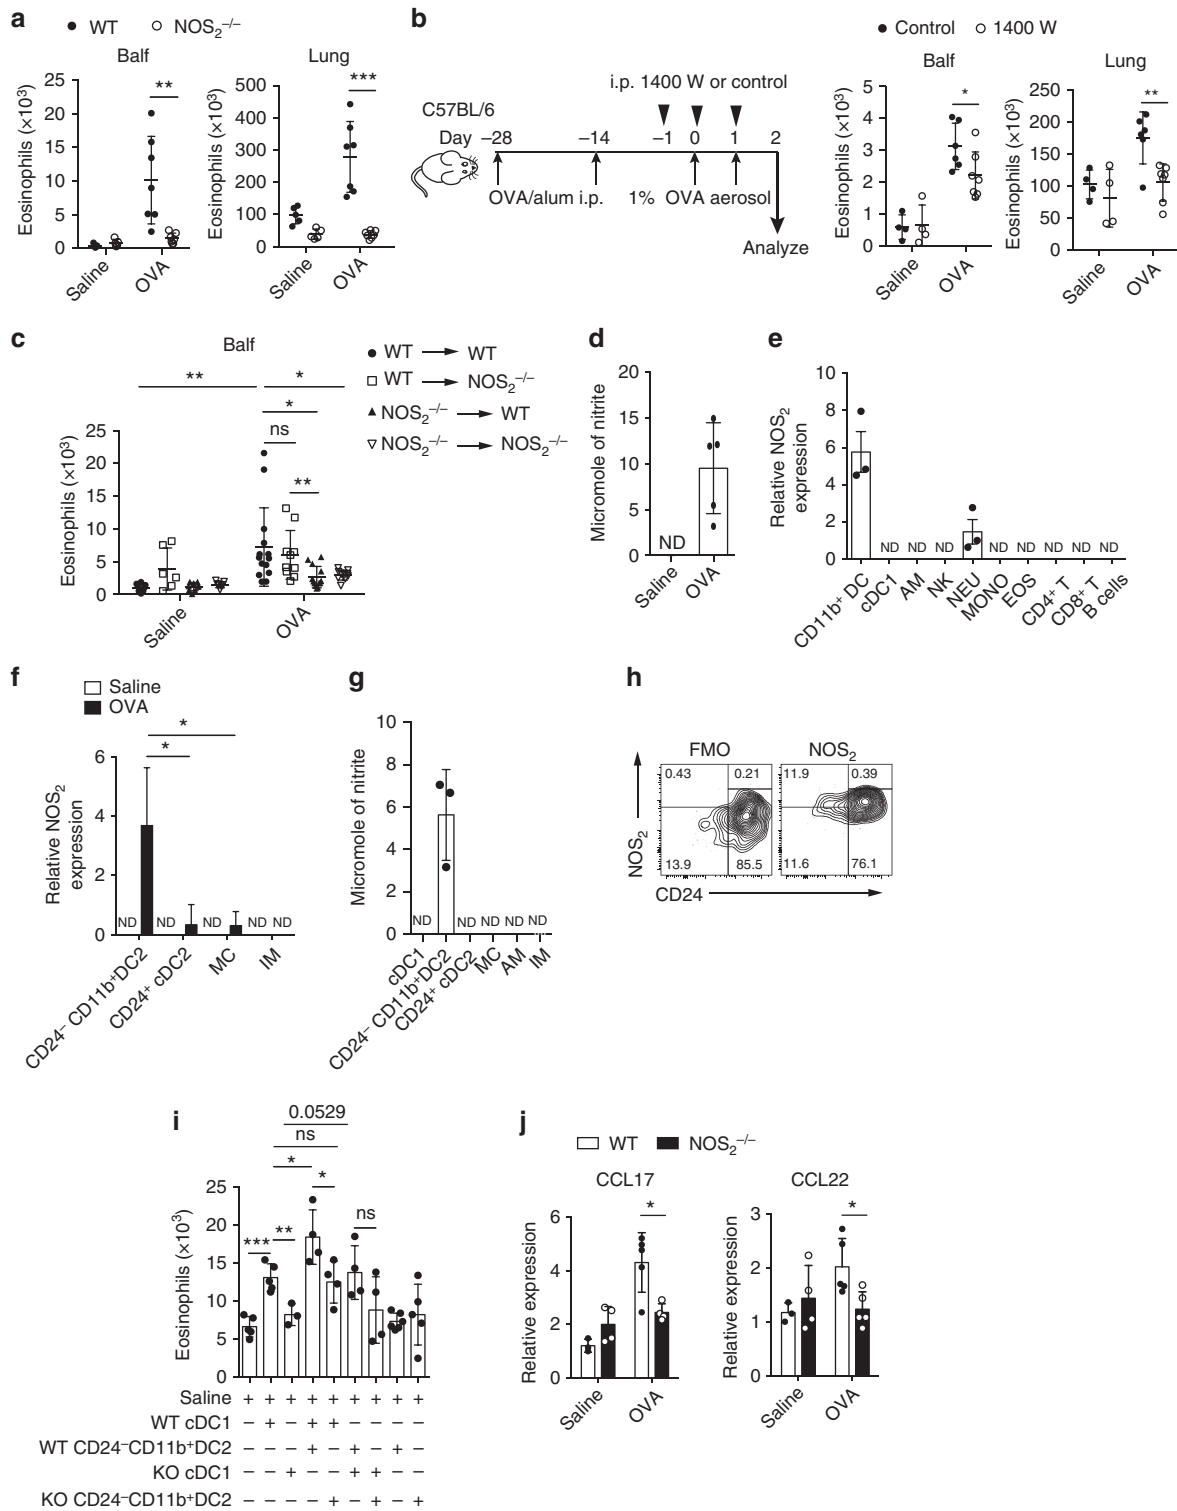 a
WT NOS₂⁻/⁻
Balf
Lung
Eosinophils (×10³)
25
20
15
10
5
0
**
Saline
OVA
Eosinophils (×10³)
500
400
300
200
100
0
***
Saline
OVA
b
i.p. 1400 W or control
C57BL/6
Day –28 –14 –1 0 1 2
OVA/alum i.p.
1% OVA aerosol
Analyze
Control 1400 W
Balf
Lung
Eosinophils (×10³)
5
4
3
2
1
0
*
Saline
OVA
Eosinophils (×10³)
250
200
150
100
50
0
**
Saline
OVA
c
Balf
WT → WT
WT → NOS₂⁻/⁻
NOS₂⁻/⁻ → WT
NOS₂⁻/⁻ → NOS₂⁻/⁻
** *
*
ns
**
Eosinophils (×10³)
25
20
15
10
5
0
Saline
OVA
d
Micromole of nitrite
20
15
10
5
0
ND
Saline
OVA
e
Relative NOS₂
expression
10
8
6
4
2
0
ND ND ND ND ND ND ND ND ND
CD11b⁺ DC
cDC1
AM
NK
NEU
MONO
EOS
CD4⁺ T
CD8⁺ T
B cells
f
Saline
OVA
*
*
Relative NOS₂
expression
6
4
2
0
ND ND ND ND ND
CD24⁻ CD11b⁺DC2
CD24⁺ cDC2
MC
IM
g
Micromole of nitrite
10
8
6
4
2
0
ND ND ND ND ND
cDC1
CD24⁻ CD11b⁺DC2
CD24⁺ cDC2
MC
AM
IM
h
FMO NOS₂
0.43 0.21 11.9 0.39
13.9 85.5 11.6 76.1
NOS₂
CD24
i
0.0529
ns
*
*
*** ** ns
Eosinophils (×10³)
25
20
15
10
5
0
Saline + + + + + + + + +
WT cDC1 – + – + + – – – –
WT CD24⁻CD11b⁺DC2 – – – + – + – + –
KO cDC1 – – + – – + + – –
KO CD24⁻CD11b⁺DC2 – – – – + – + – +
j
WT NOS₂⁻/⁻
CCL17
Relative expression
6
4
2
0
*
Saline
OVA
CCL22
Relative expression
3
2
1
0
*
Saline
OVA